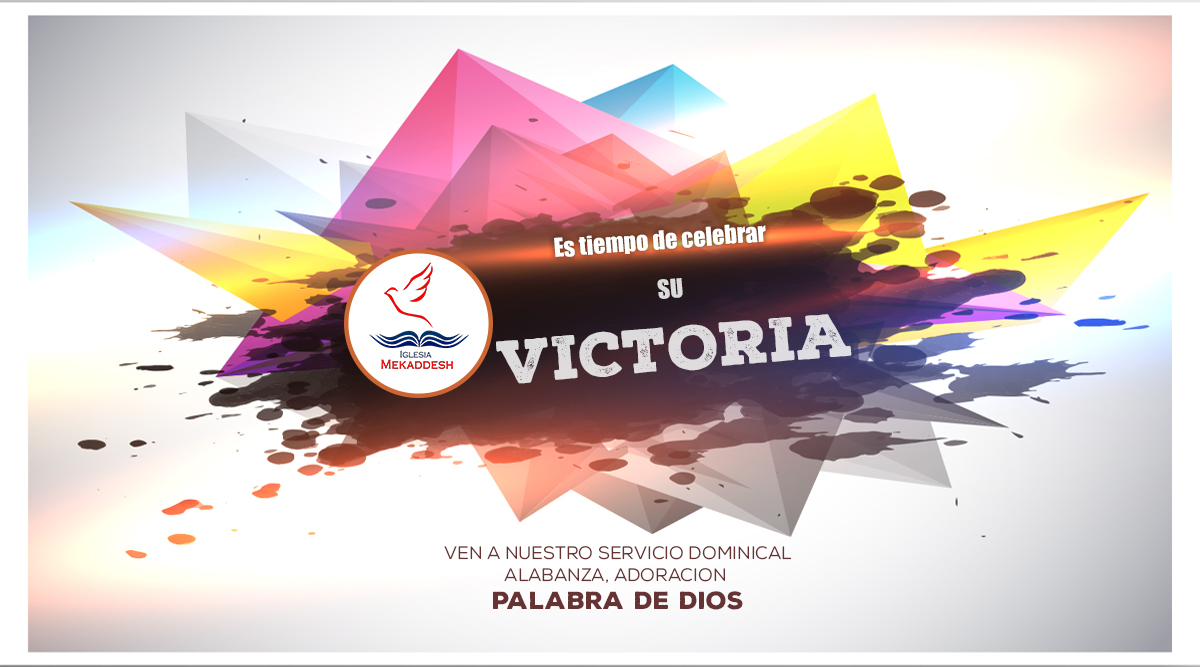 Es tiempo de celebrar
SU
VICTORIA
IGLESIA
MEKADDESH
VEN A NUESTRO SERVICIO DOMINICAL
ALABANZA, ADORACION
PALABRA DE DIOS